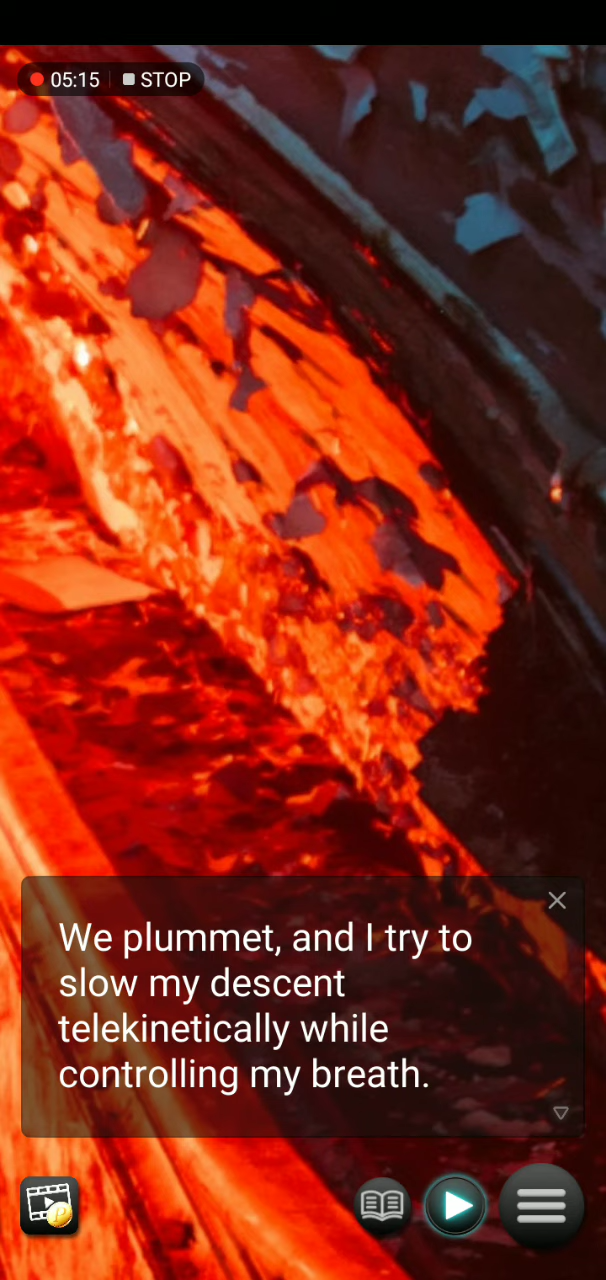 05:15 STOP
We plummet, and I try to
slow my descent
telekinetically while
controlling my breath.
P